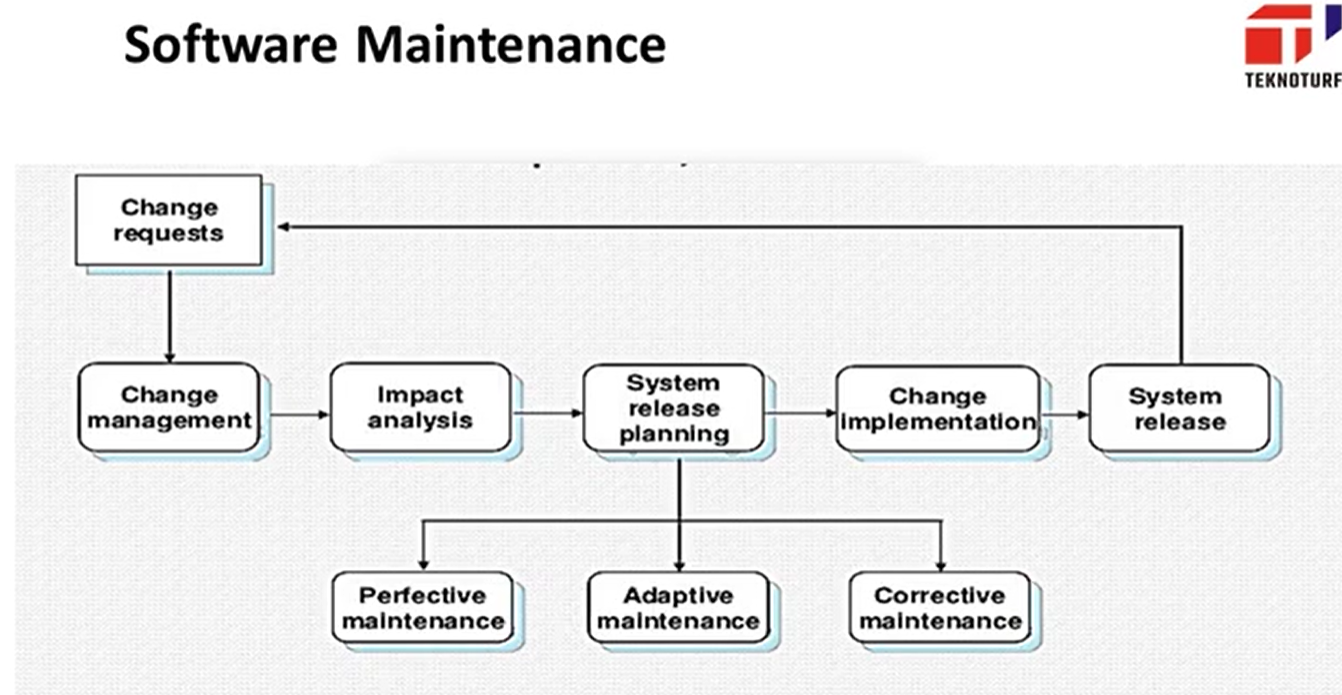 Software Maintenance
TEKNOTURF
Change
requests
Change
management
Impact
analysis
System
release
planning
Change
implementation
System
release
Perfective
maintenance
Adaptive
maintenance
Corrective
maintenance